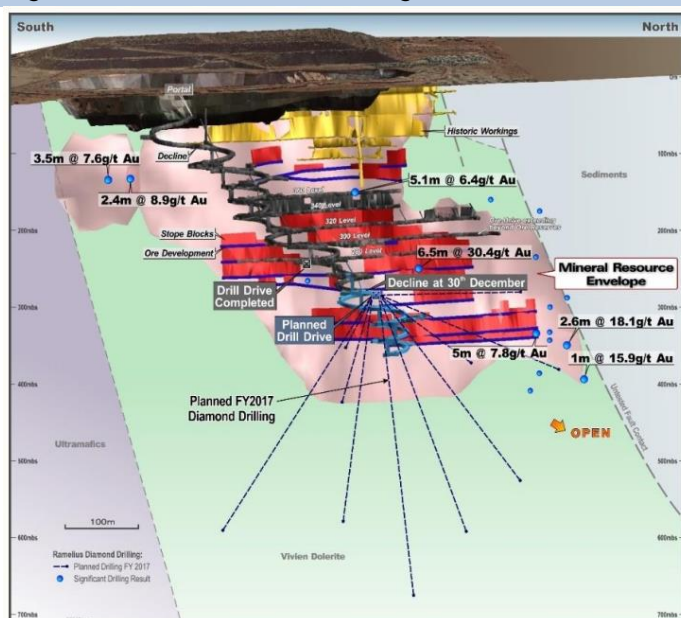 South
North
Portal
Historic Workings
Decline
100mbs
3.5m @ 7.6g/t Au
5.1m @ 6.4g/t Au
Sediments
2.4m @ 8.9g/t Au
340 Level
320 Level
200mbs
Stope Blocks
300 Level
Ore Development
6.5m @ 30.4g/t Au
Mineral Resource
Envelope
Drill Drive
Completed
Decline at 30th December
300mbs
Planned
Drill Drive
2.6m @ 18.1g/t Au
5m @ 7.8g/t Au
1m @ 15.9g/t Au
400mbs
Planned FY2017
Diamond Drilling
Untested Fault Contact
OPEN
Ultramafics
500mbs
100m
600mbs
Ramelius Diamond Drilling:
Planned Drilling FY 2017
Significant Drilling Result
Vivien Dolerite
700mbs